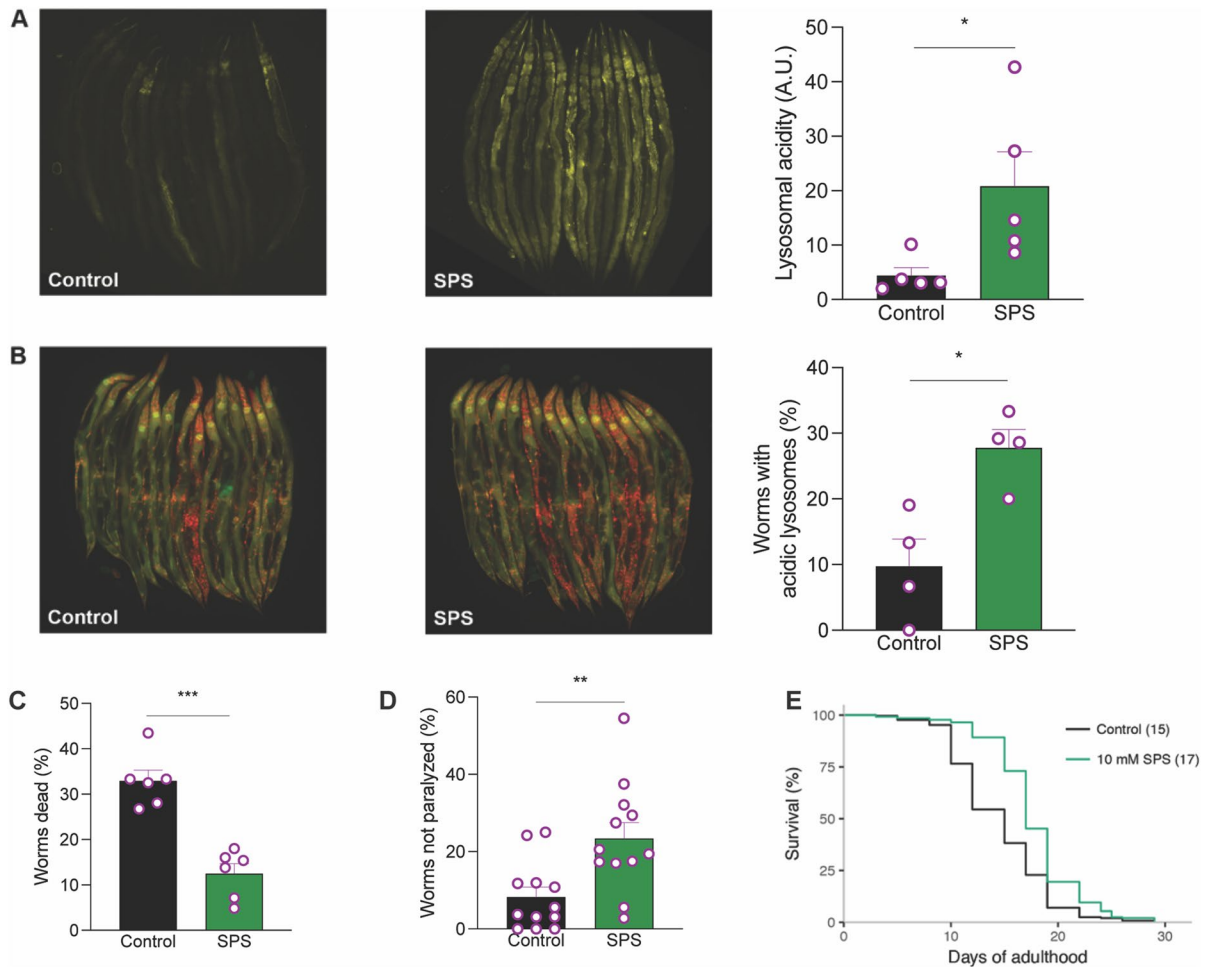 A
Control
SPS
Lysosomal acidity (A.U.)
50
40
30
20
10
0
*
Control
SPS
B
Control
SPS
Worms with
acidic lysosomes (%)
40
30
20
10
0
*
Control
SPS
C
Worms dead (%)
50
40
30
20
10
0
***
Control
SPS
D
Worms not paralyzed (%)
60
40
20
0
**
Control
SPS
E
Survival (%)
100
75
50
25
0
Control (15)
10 mM SPS (17)
0
10
20
30
Days of adulthood